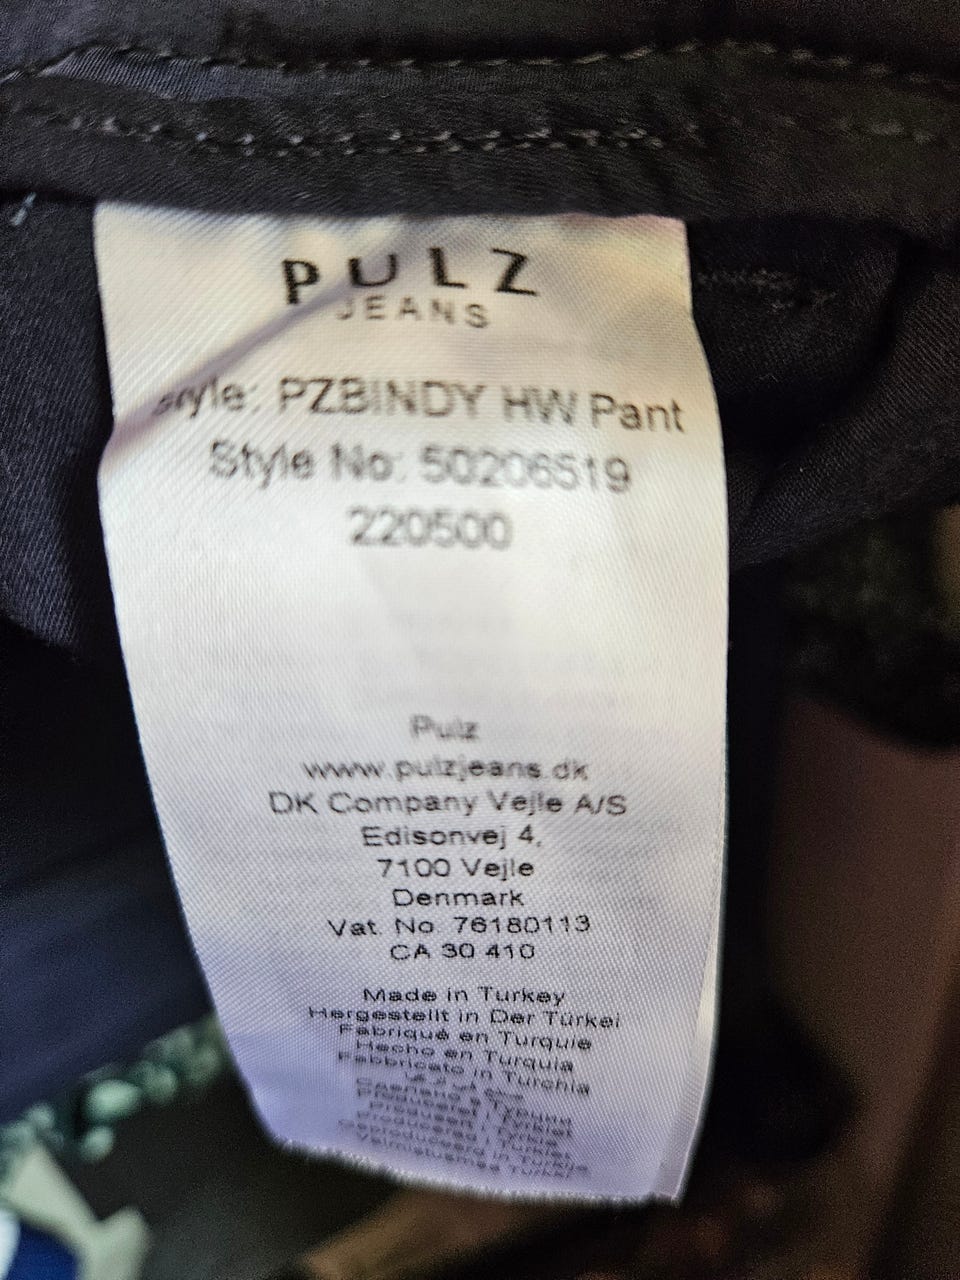 PULZ
JEANS
Style: PZBINDY HW Pant
Style No: 50206519
220500
Pulz
www.pulzjeans.dk
DK Company Vejle A/S
Edisonvej 4,
7100 Vejle
Denmark
Vat. No. 76180113
CA 30 410
Made in Turkey
Hergestellt in Der Türkei
Fabriqué en Turquie
Hecho en Turquia
Fabbricato in Turchia